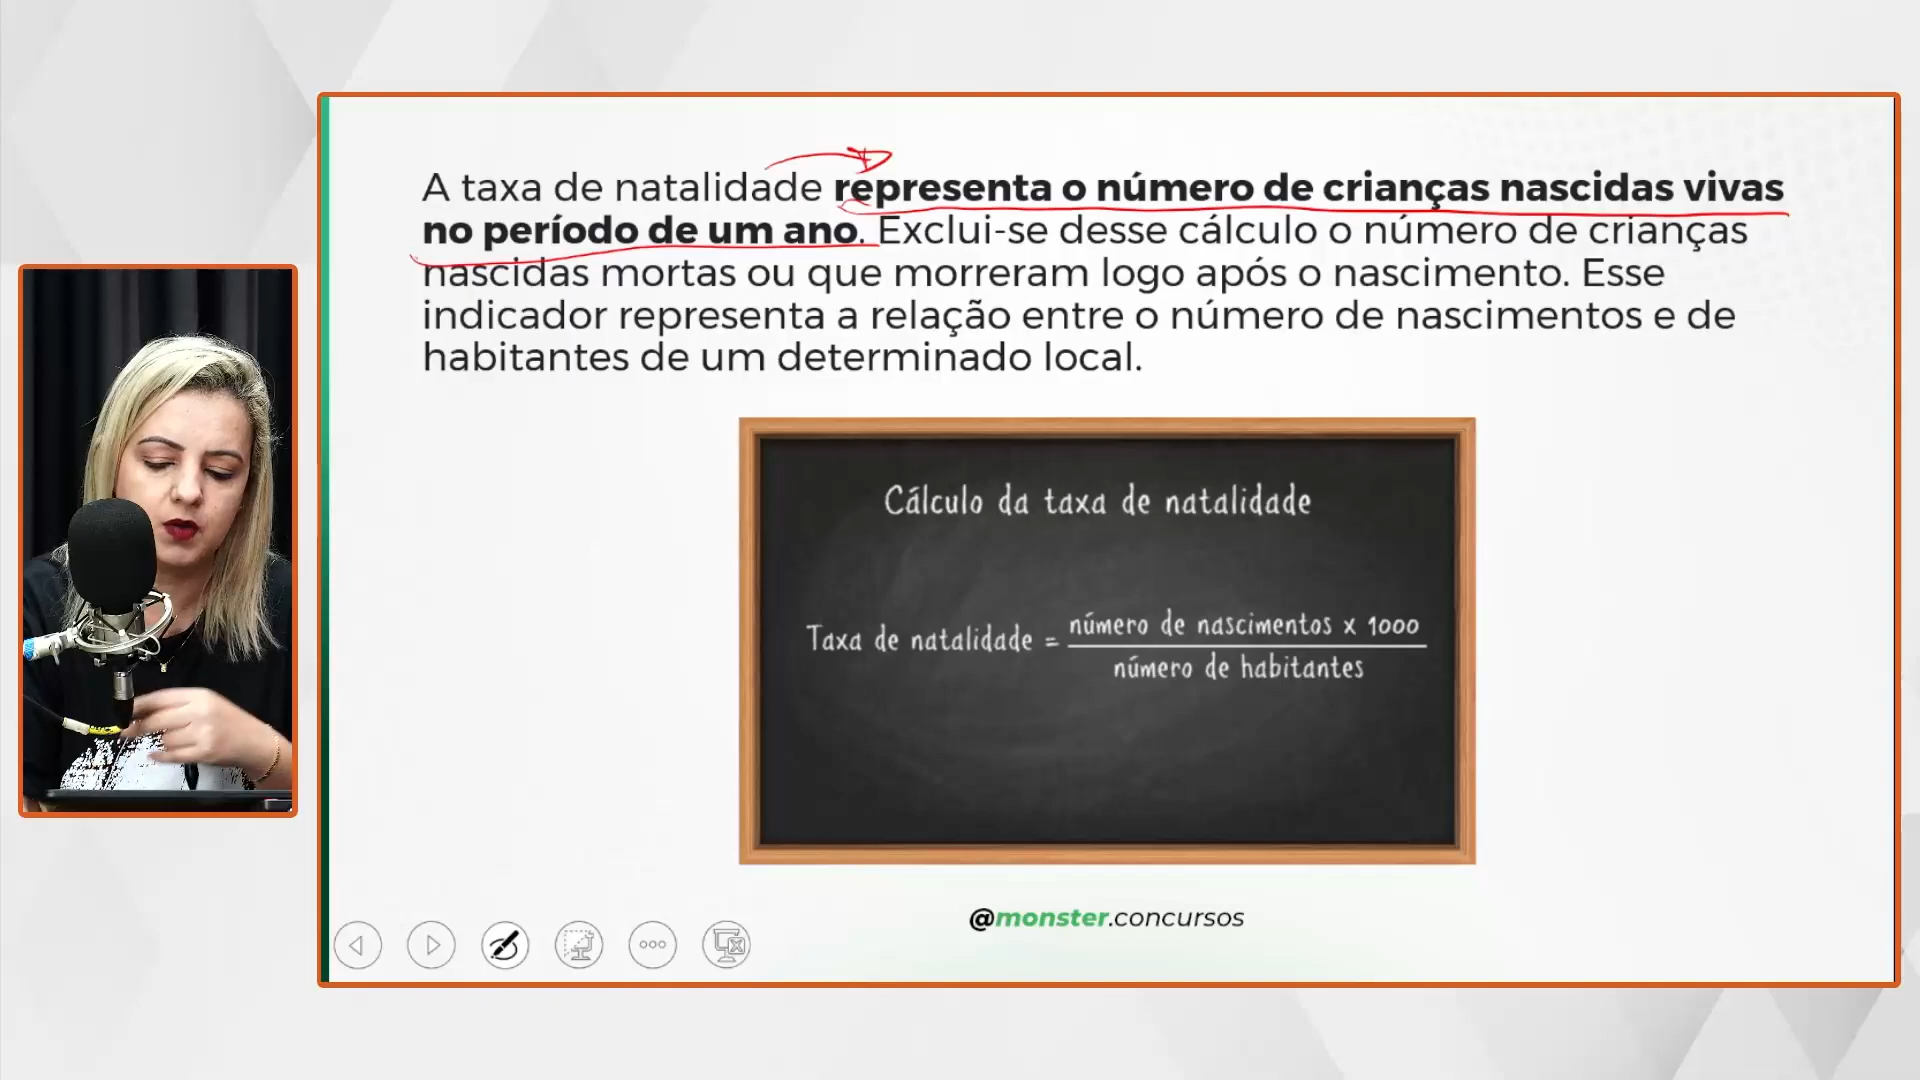 A taxa de natalidade representa o número de crianças nascidas vivas
no período de um ano. Exclui-se desse cálculo o número de crianças
nascidas mortas ou que morreram logo após o nascimento. Esse
indicador representa a relação entre o número de nascimentos e de
habitantes de um determinado local.
Cálculo da taxa de natalidade
Taxa de natalidade = número de nascimentos x 1000
número de habitantes
@monster.concursos